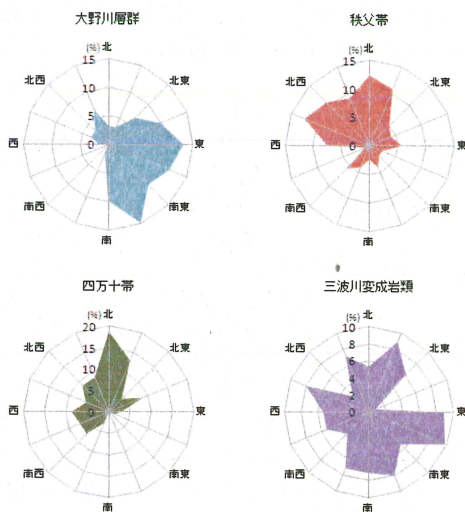 大野川層群
(%)
北
15
10
5
0
北東
東
南東
南
南西
西
北西
秩父帯
(%)
北
15
10
5
0
北東
東
南東
南
南西
西
北西
四万十帯
(%)
北
20
15
10
5
0
北東
東
南東
南
南西
西
北西
三波川変成岩類
(%)
北
10
8
6
4
2
0
北東
東
南東
南
南西
西
北西